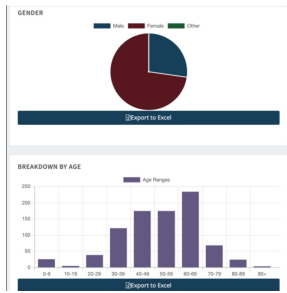 GENDER
Male Female Other
Export to Excel
BREAKDOWN BY AGE
Age Ranges
250
200
150
100
50
0
0-8 10-19 20-29 30-39 40-49 50-59 60-69 70-79 80-89 90+
Export to Excel